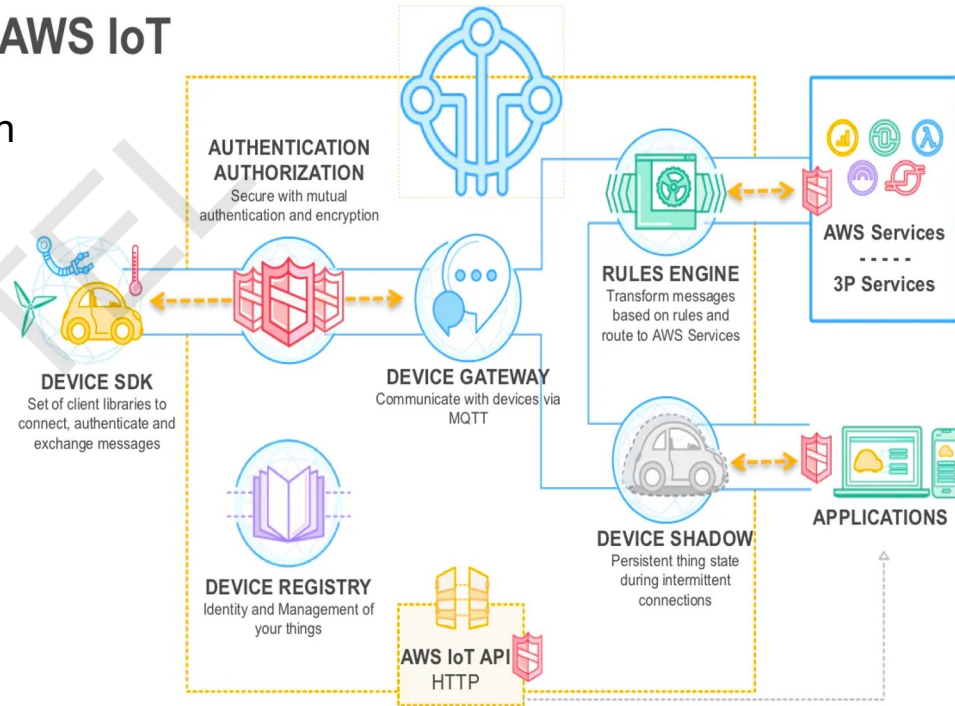 AWS IoT
n
TEL
AUTHENTICATION
AUTHORIZATION
Secure with mutual
authentication and encryption
DEVICE SDK
Set of client libraries to
connect, authenticate and
exchange messages
DEVICE GATEWAY
Communicate with devices via
MQTT
RULES ENGINE
Transform messages
based on rules and
route to AWS Services
AWS Services
- - - - -
3P Services
DEVICE REGISTRY
Identity and Management of
your things
DEVICE SHADOW
Persistent thing state
during intermittent
connections
APPLICATIONS
AWS IoT API
HTTP